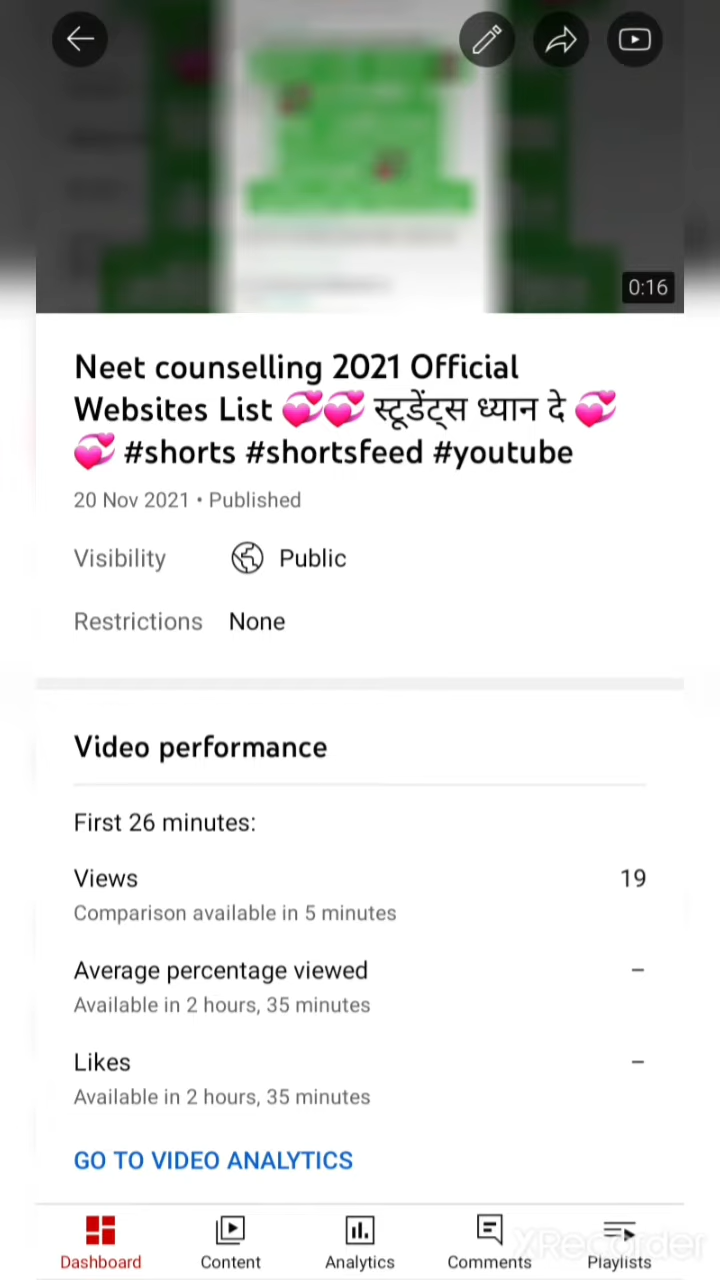 0:16
Neet counselling 2021 Official
Websites List 💞💞 स्टूडेंट्स ध्यान दे 💞
💞 #shorts #shortsfeed #youtube
20 Nov 2021 • Published
Visibility Public
Restrictions None
Video performance
First 26 minutes:
Views 19
Comparison available in 5 minutes
Average percentage viewed –
Available in 2 hours, 35 minutes
Likes –
Available in 2 hours, 35 minutes
GO TO VIDEO ANALYTICS
Dashboard Content Analytics Comments Playlists
XRecorder